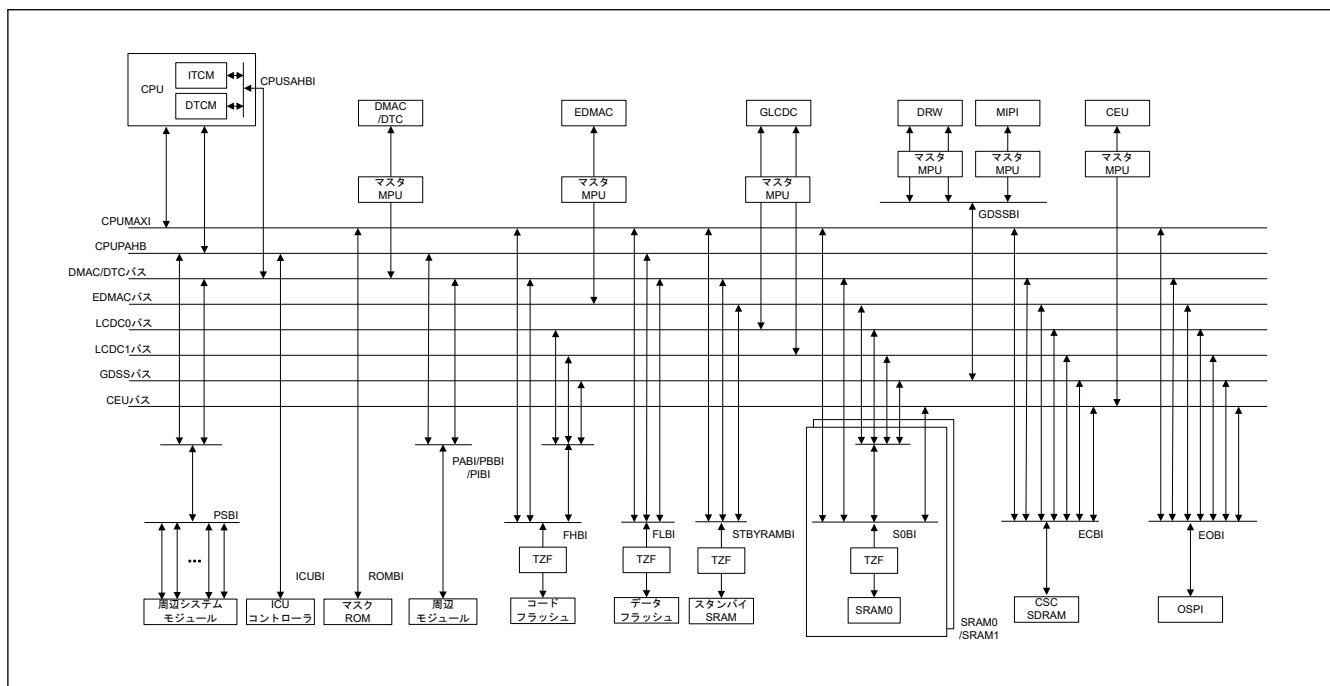 CPU
ITCM
DTCM
CPUSAHBI
DMAC
/DTC
EDMAC
GLCDC
DRW
MIPI
CEU
マスタ
MPU
マスタ
MPU
マスタ
MPU
マスタ
MPU
マスタ
MPU
マスタ
MPU
GDSSBI
CPUMAXI
CPUPAHB
DMAC/DTCバス
EDMACバス
LCDC0バス
LCDC1バス
GDSSバス
CEUバス
PABI/PBBI
/PIBI
PSBI
FHBI
FLBI
STBYRAMBI
S0BI
ECBI
EOBI
TZF
TZF
TZF
TZF
...
ICUBI
ROMBI
周辺システム
モジュール
ICU
コントローラ
マスク
ROM
周辺
モジュール
コード
フラッシュ
データ
フラッシュ
スタンバイ
SRAM
SRAM0
SRAM0
/SRAM1
CSC
SDRAM
OSPI